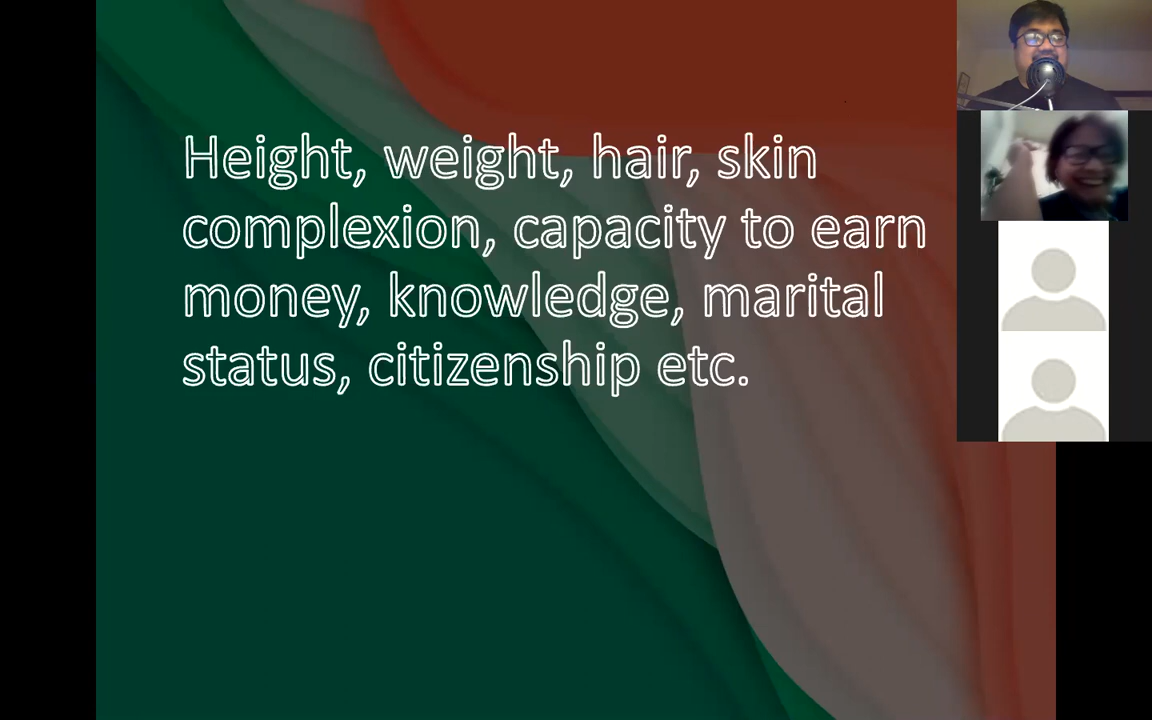 Height, weight, hair, skin
complexion, capacity to earn
money, knowledge, marital
status, citizenship etc.